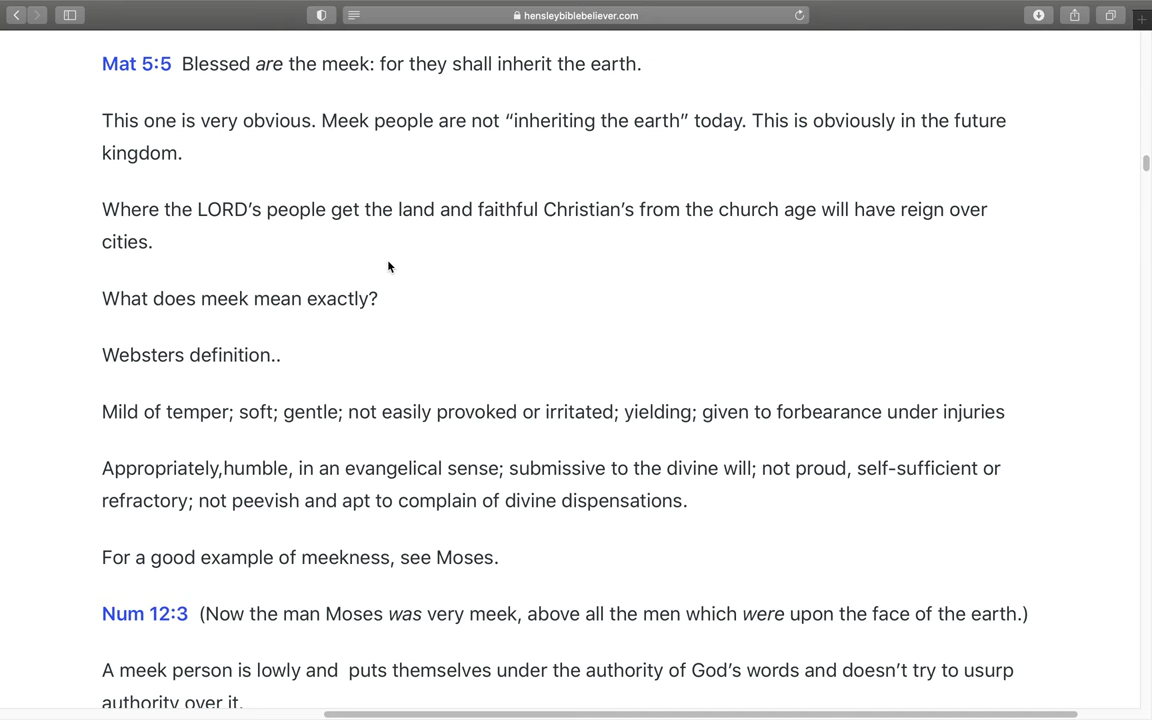 hensleybiblebeliever.com
Mat 5:5 Blessed are the meek: for they shall inherit the earth.
This one is very obvious. Meek people are not “inheriting the earth” today. This is obviously in the future
kingdom.
Where the LORD’s people get the land and faithful Christian’s from the church age will have reign over
cities.
What does meek mean exactly?
Websters definition..
Mild of temper; soft; gentle; not easily provoked or irritated; yielding; given to forbearance under injuries
Appropriately,humble, in an evangelical sense; submissive to the divine will; not proud, self-sufficient or
refractory; not peevish and apt to complain of divine dispensations.
For a good example of meekness, see Moses.
Num 12:3 (Now the man Moses was very meek, above all the men which were upon the face of the earth.)
A meek person is lowly and puts themselves under the authority of God’s words and doesn’t try to usurp
authority over it.